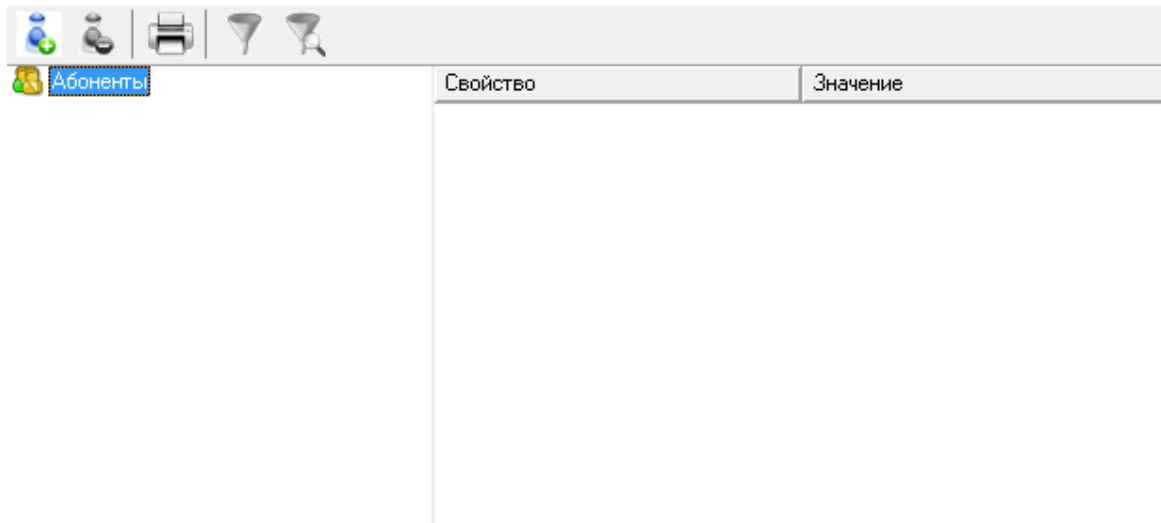 Абоненты
Свойство
Значение